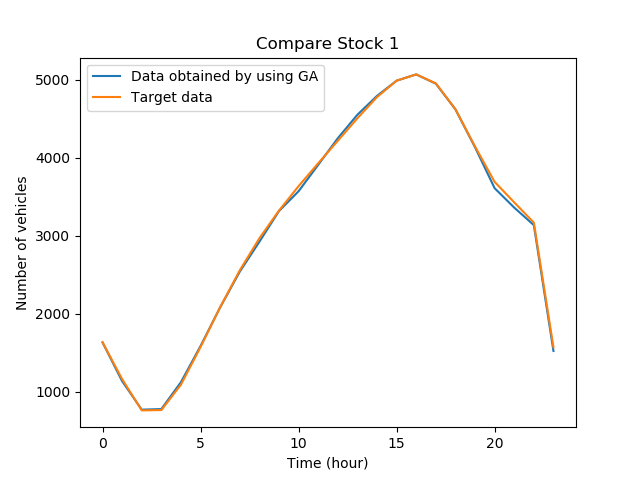 Compare Stock 1
Data obtained by using GA
Target data
Number of vehicles
5000
4000
3000
2000
1000
0
5
10
15
20
Time (hour)